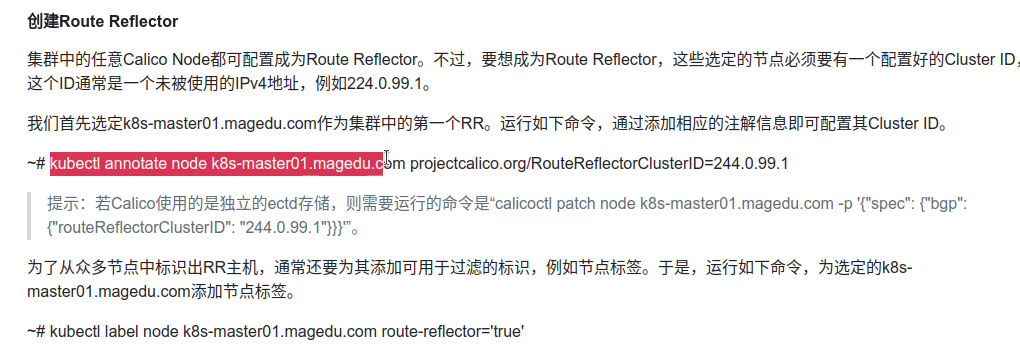 创建Route Reflector
集群中的任意Calico Node都可配置成为Route Reflector。不过，要想成为Route Reflector，这些选定的节点必须要有一个配置好的Cluster ID，
这个ID通常是一个未被使用的IPv4地址，例如224.0.99.1。
我们首先选定k8s-master01.magedu.com作为集群中的第一个RR。运行如下命令，通过添加相应的注解信息即可配置其Cluster ID。
~# kubectl annotate node k8s-master01.magedu.com projectcalico.org/RouteReflectorClusterID=244.0.99.1
提示：若Calico使用的是独立的ectd存储，则需要运行的命令是“calicoctl patch node k8s-master01.magedu.com -p '{"spec": {"bgp":
{"routeReflectorClusterID": "244.0.99.1"}}}'”。
为了从众多节点中标识出RR主机，通常还要为其添加可用于过滤的标识，例如节点标签。于是，运行如下命令，为选定的k8s-
master01.magedu.com添加节点标签。
~# kubectl label node k8s-master01.magedu.com route-reflector='true'